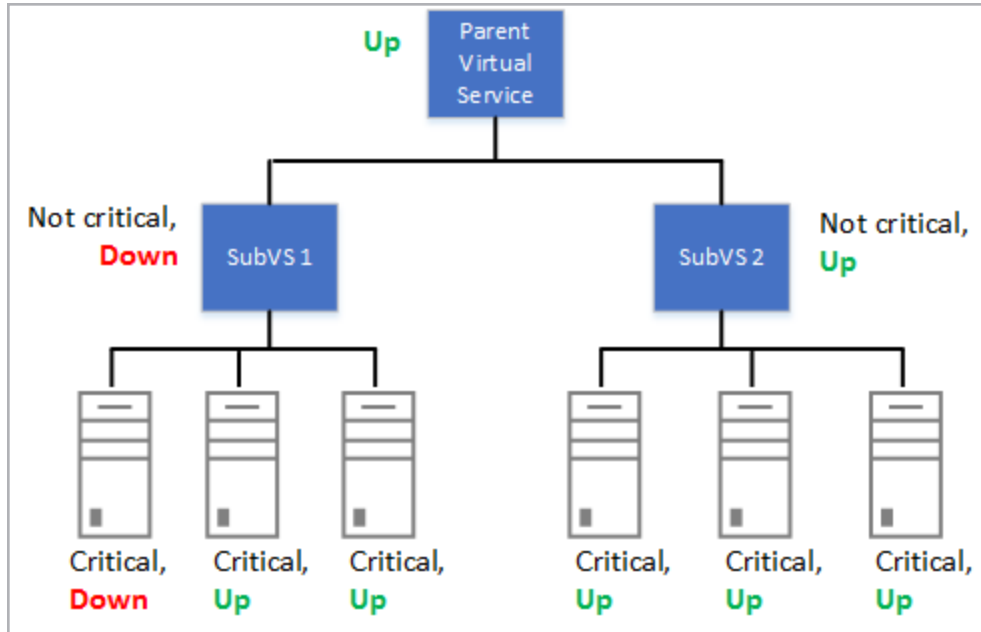 Up
Parent
Virtual
Service
Not critical,
Down
SubVS 1
SubVS 2
Not critical,
Up
Critical,
Down
Critical,
Up
Critical,
Up
Critical,
Up
Critical,
Up
Critical,
Up